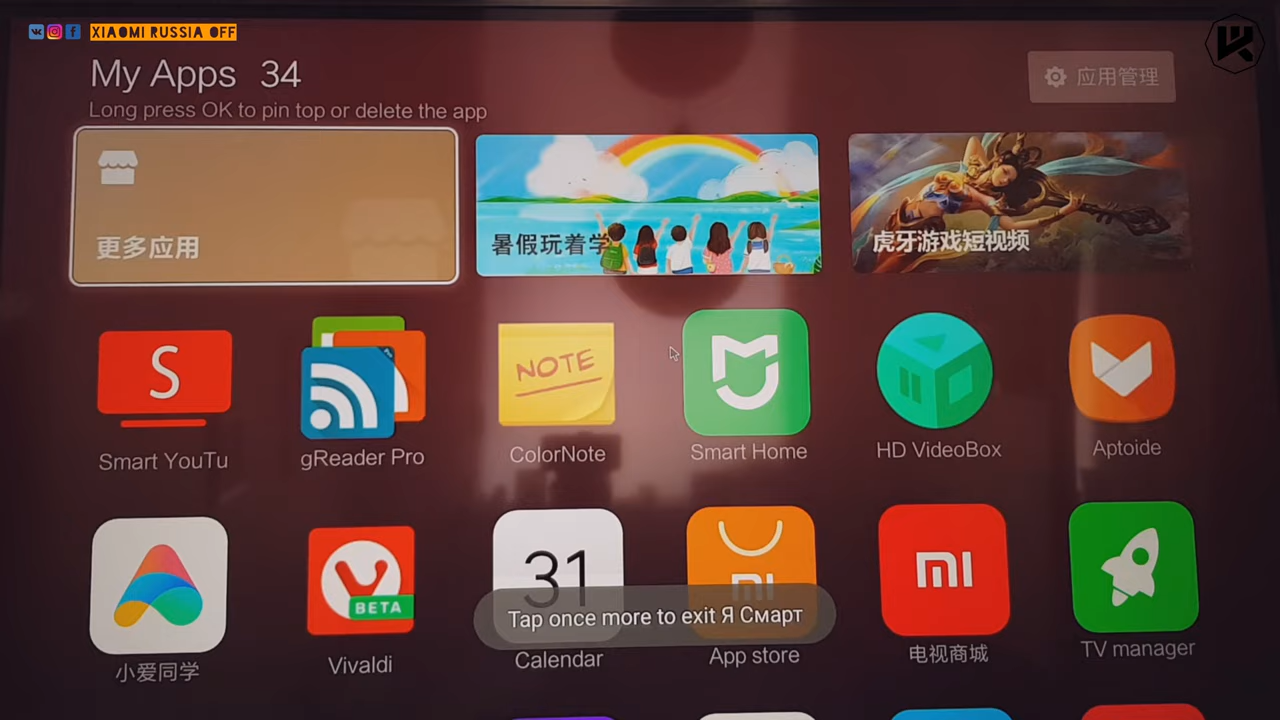 XIAOMI RUSSIA OFF
My Apps 34
应用管理
Long press OK to pin top or delete the app
更多应用
暑假玩着学
虎牙游戏短视频
S
NOTE
Smart YouTu
gReader Pro
ColorNote
Smart Home
HD VideoBox
Aptoide
BETA
31
小爱同学
Vivaldi
Calendar
App store
电视商城
TV manager
Tap once more to exit Я Смарт